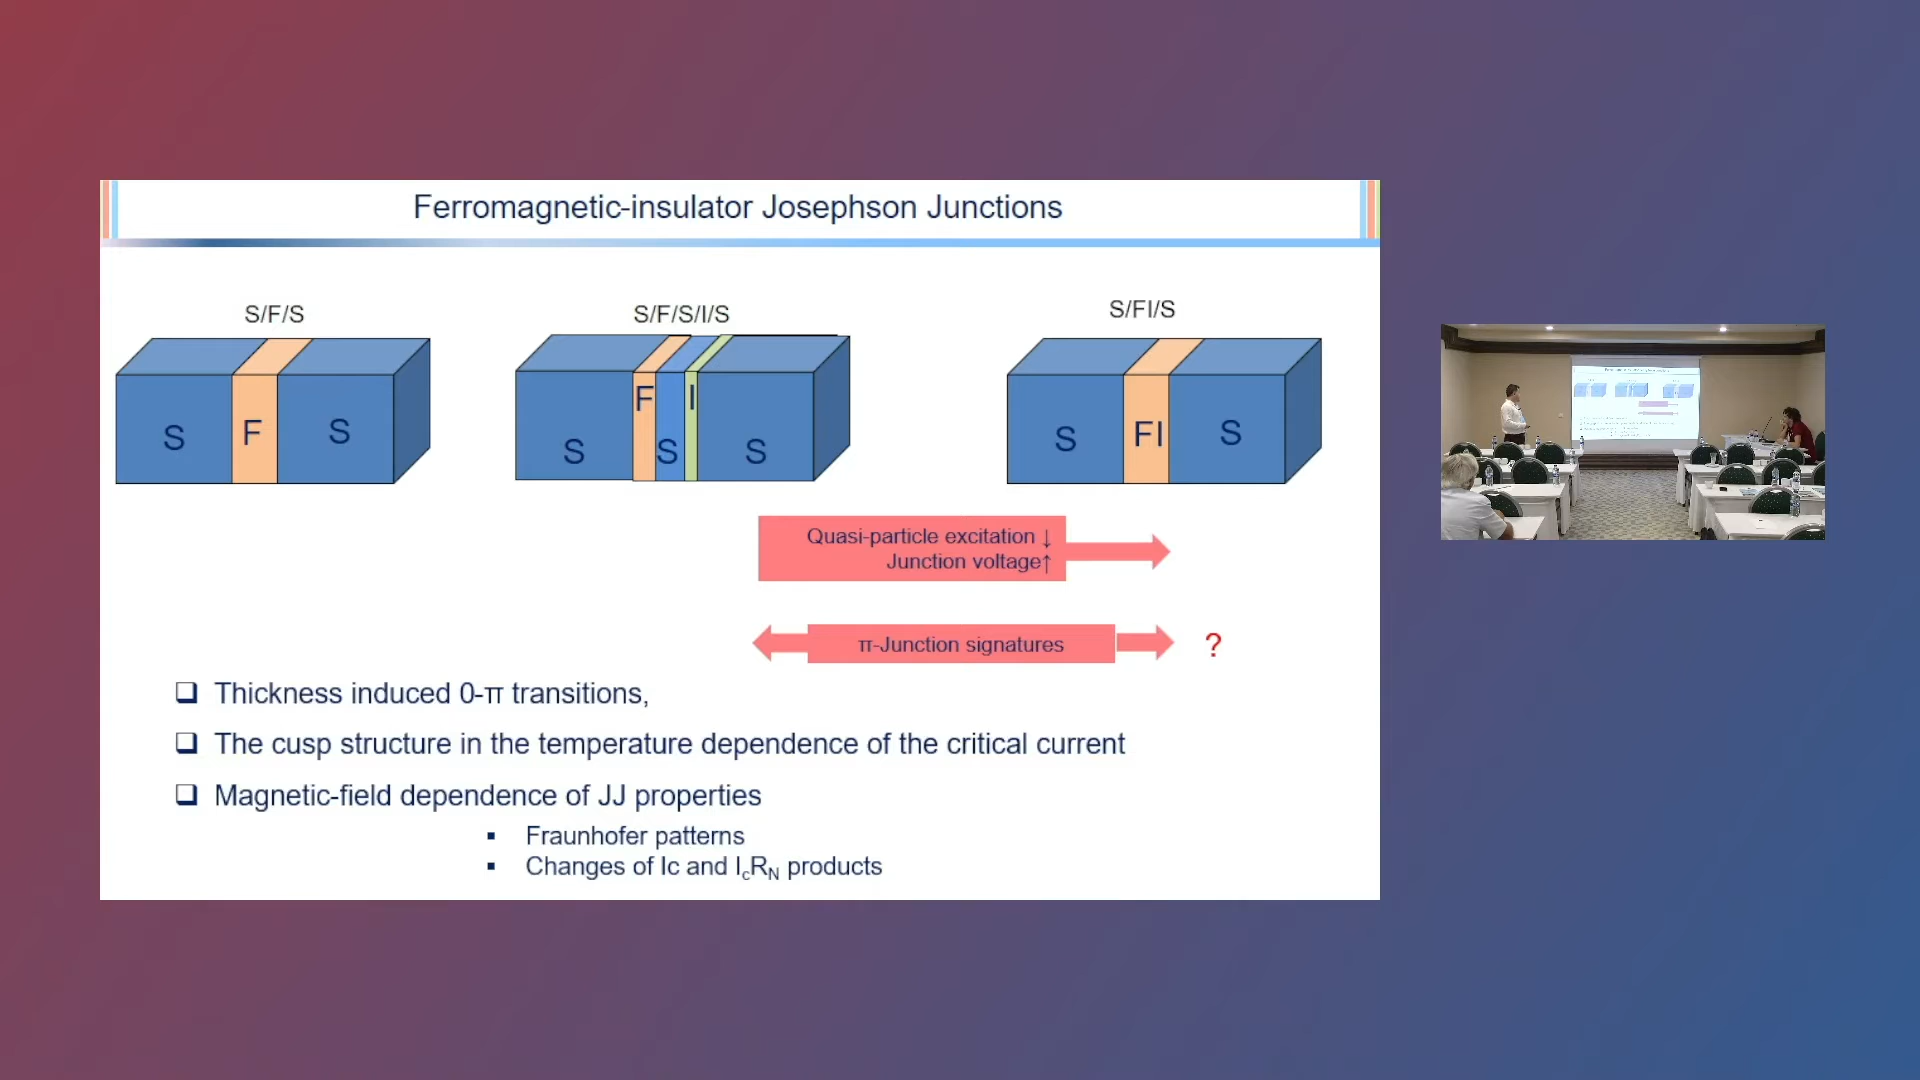 Ferromagnetic-insulator Josephson Junctions
S/F/S
S/F/S/I/S
S/FI/S
S
F
S
S
F
S
I
S
S
FI
S
Quasi-particle excitation ↓
Junction voltage↑
π-Junction signatures
?
❑ Thickness induced 0-π transitions,
❑ The cusp structure in the temperature dependence of the critical current
❑ Magnetic-field dependence of JJ properties
▪ Fraunhofer patterns
▪ Changes of Ic and IcRN products